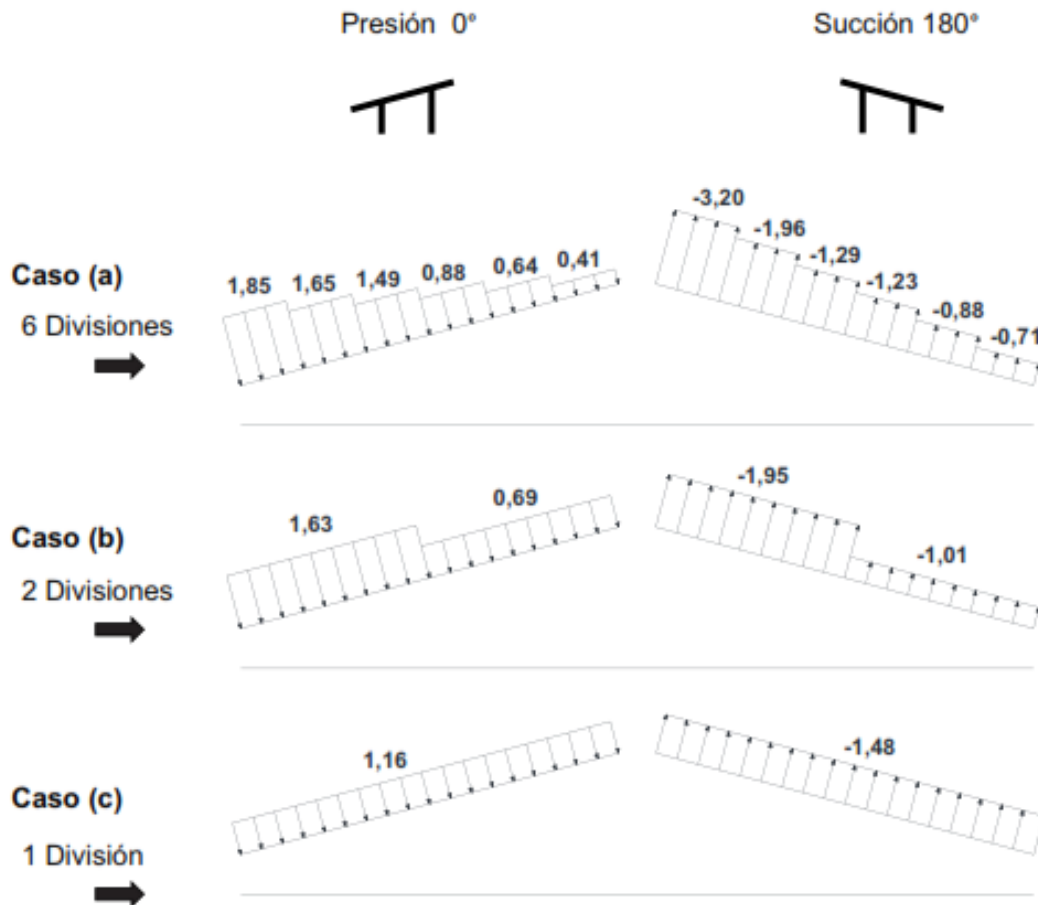 Presión 0°
Succión 180°
Caso (a)
6 Divisiones
1,85
1,65
1,49
0,88
0,64
0,41
-3,20
-1,96
-1,29
-1,23
-0,88
-0,71
Caso (b)
2 Divisiones
1,63
0,69
-1,95
-1,01
Caso (c)
1 División
1,16
-1,48